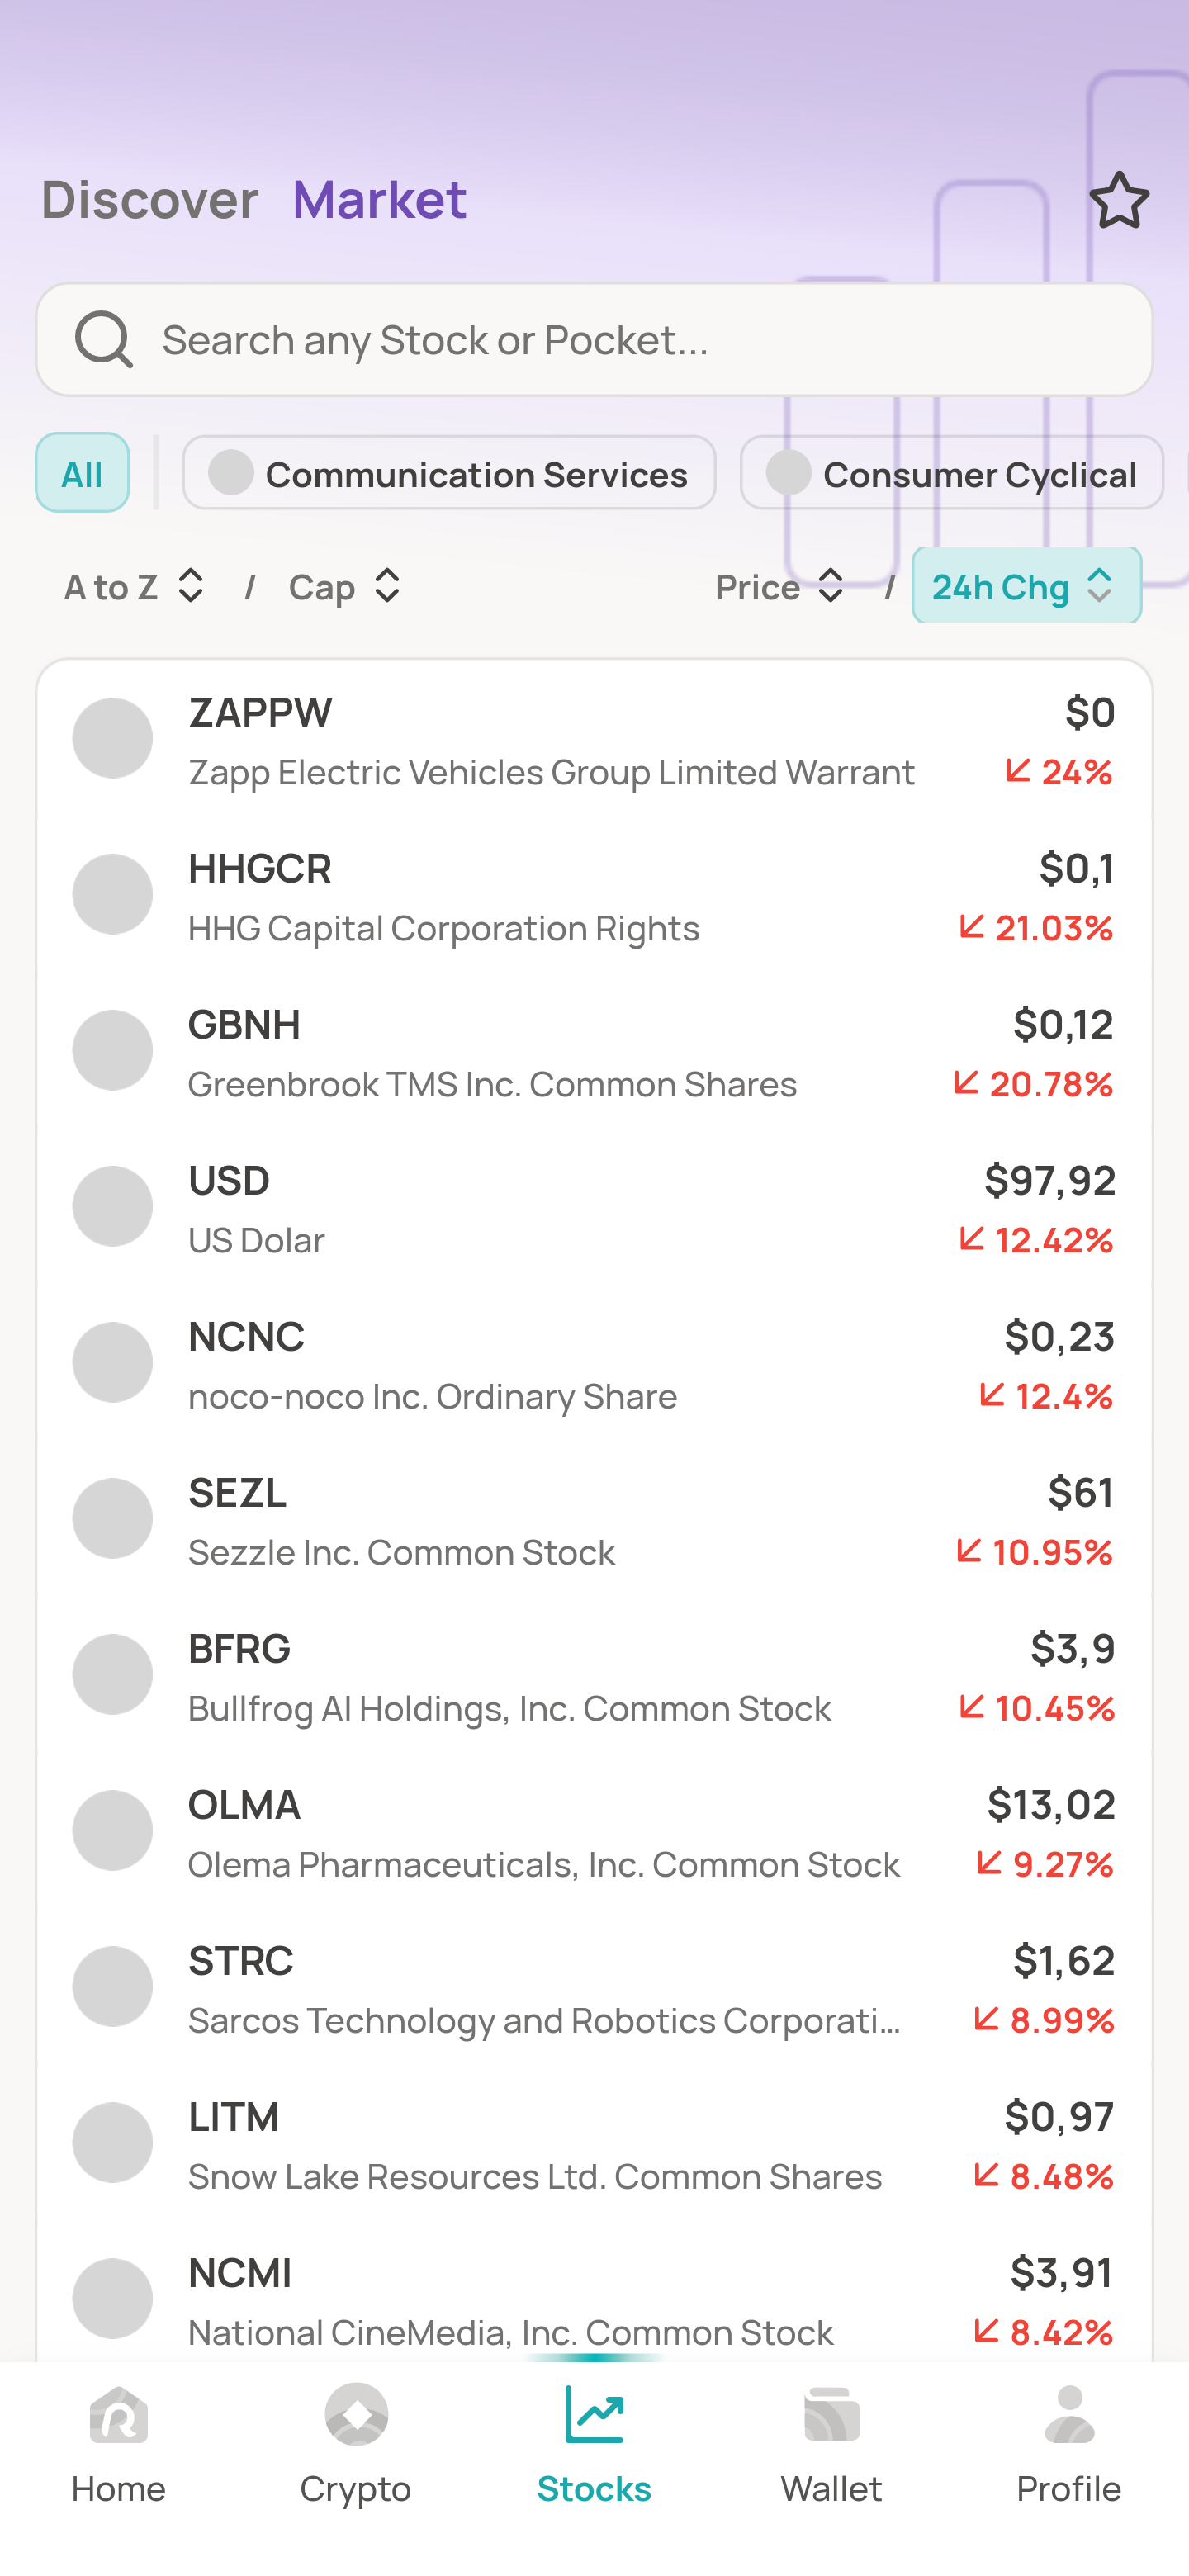 Discover Market
Search any Stock or Pocket...
All Communication Services Consumer Cyclical
A to Z / Cap Price / 24h Chg
ZAPPW $0
Zapp Electric Vehicles Group Limited Warrant 24%
HHGCR $0,1
HHG Capital Corporation Rights 21.03%
GBNH $0,12
Greenbrook TMS Inc. Common Shares 20.78%
USD $97,92
US Dolar 12.42%
NCNC $0,23
noco-noco Inc. Ordinary Share 12.4%
SEZL $61
Sezzle Inc. Common Stock 10.95%
BFRG $3,9
Bullfrog AI Holdings, Inc. Common Stock 10.45%
OLMA $13,02
Olema Pharmaceuticals, Inc. Common Stock 9.27%
STRC $1,62
Sarcos Technology and Robotics Corporati... 8.99%
LITM $0,97
Snow Lake Resources Ltd. Common Shares 8.48%
NCMI $3,91
National CineMedia, Inc. Common Stock 8.42%
Home Crypto Stocks Wallet Profile